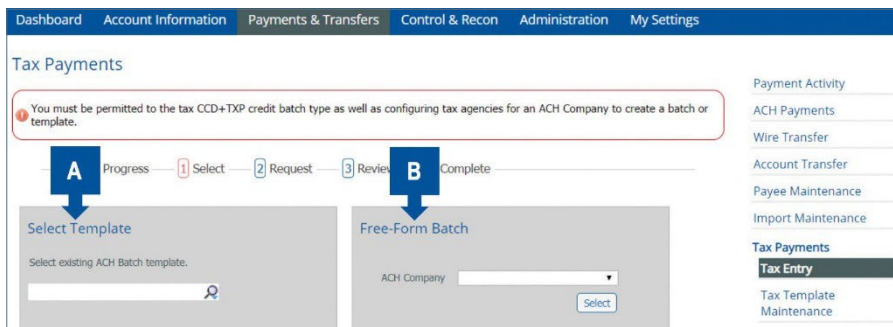 Dashboard Account Information Payments & Transfers Control & Recon Administration My Settings
Tax Payments
You must be permitted to the tax CCD+TXP credit batch type as well as configuring tax agencies for an ACH Company to create a batch or
template.
A Progress 1 Select 2 Request 3 Review B Complete
Select Template
Select existing ACH Batch template.
Free-Form Batch
ACH Company
Select
Payment Activity
ACH Payments
Wire Transfer
Account Transfer
Payee Maintenance
Import Maintenance
Tax Payments
Tax Entry
Tax Template
Maintenance